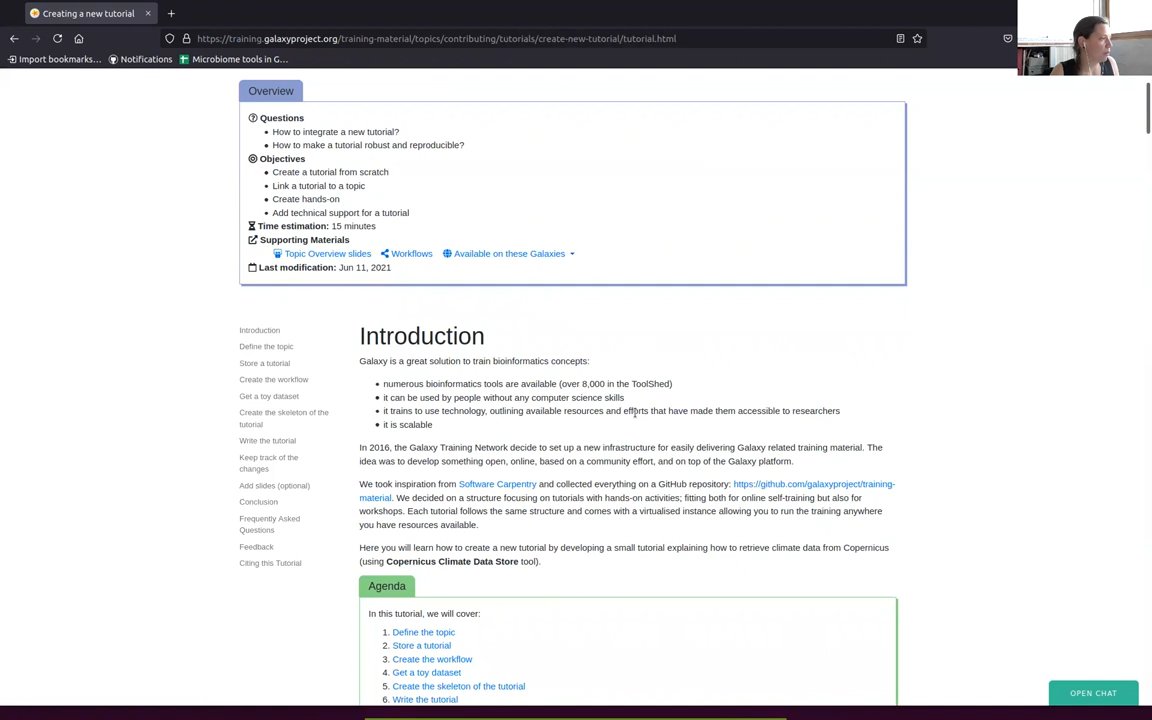 Creating a new tutorial
https://training.galaxyproject.org/training-material/topics/contributing/tutorials/create-new-tutorial/tutorial.html
Import bookmarks... Notifications Microbiome tools in G...
Overview
Questions
How to integrate a new tutorial?
How to make a tutorial robust and reproducible?
Objectives
Create a tutorial from scratch
Link a tutorial to a topic
Create hands-on
Add technical support for a tutorial
Time estimation: 15 minutes
Supporting Materials
Topic Overview slides Workflows Available on these Galaxies
Last modification: Jun 11, 2021
Introduction
Define the topic
Store a tutorial
Create the workflow
Get a toy dataset
Create the skeleton of the
tutorial
Write the tutorial
Keep track of the
changes
Add slides (optional)
Conclusion
Frequently Asked
Questions
Feedback
Citing this Tutorial
Introduction
Galaxy is a great solution to train bioinformatics concepts:
numerous bioinformatics tools are available (over 8,000 in the ToolShed)
it can be used by people without any computer science skills
it trains to use technology, outlining available resources and efforts that have made them accessible to researchers
it is scalable
In 2016, the Galaxy Training Network decide to set up a new infrastructure for easily delivering Galaxy related training material. The
idea was to develop something open, online, based on a community effort, and on top of the Galaxy platform.
We took inspiration from Software Carpentry and collected everything on a GitHub repository: https://github.com/galaxyproject/training-
material. We decided on a structure focusing on tutorials with hands-on activities; fitting both for online self-training but also for
workshops. Each tutorial follows the same structure and comes with a virtualised instance allowing you to run the training anywhere
you have resources available.
Here you will learn how to create a new tutorial by developing a small tutorial explaining how to retrieve climate data from Copernicus
(using Copernicus Climate Data Store tool).
Agenda
In this tutorial, we will cover:
1. Define the topic
2. Store a tutorial
3. Create the workflow
4. Get a toy dataset
5. Create the skeleton of the tutorial
6. Write the tutorial
OPEN CHAT